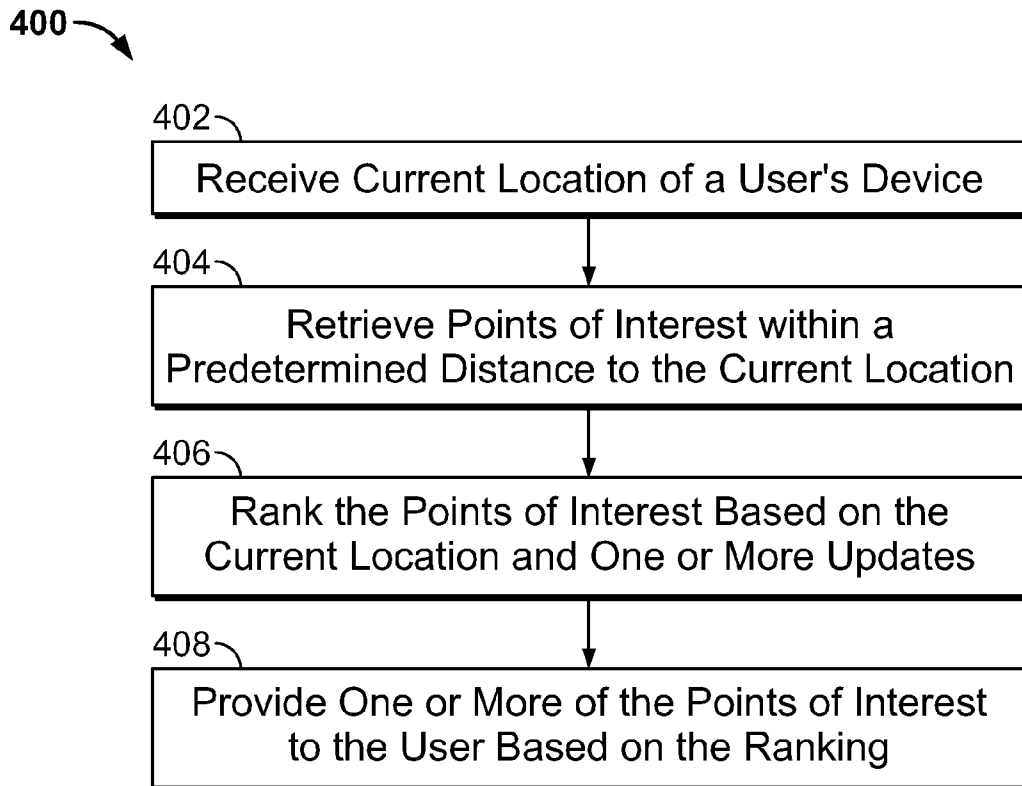 400
402
Receive Current Location of a User's Device
404
Retrieve Points of Interest within a
Predetermined Distance to the Current Location
406
Rank the Points of Interest Based on the
Current Location and One or More Updates
408
Provide One or More of the Points of Interest
to the User Based on the Ranking